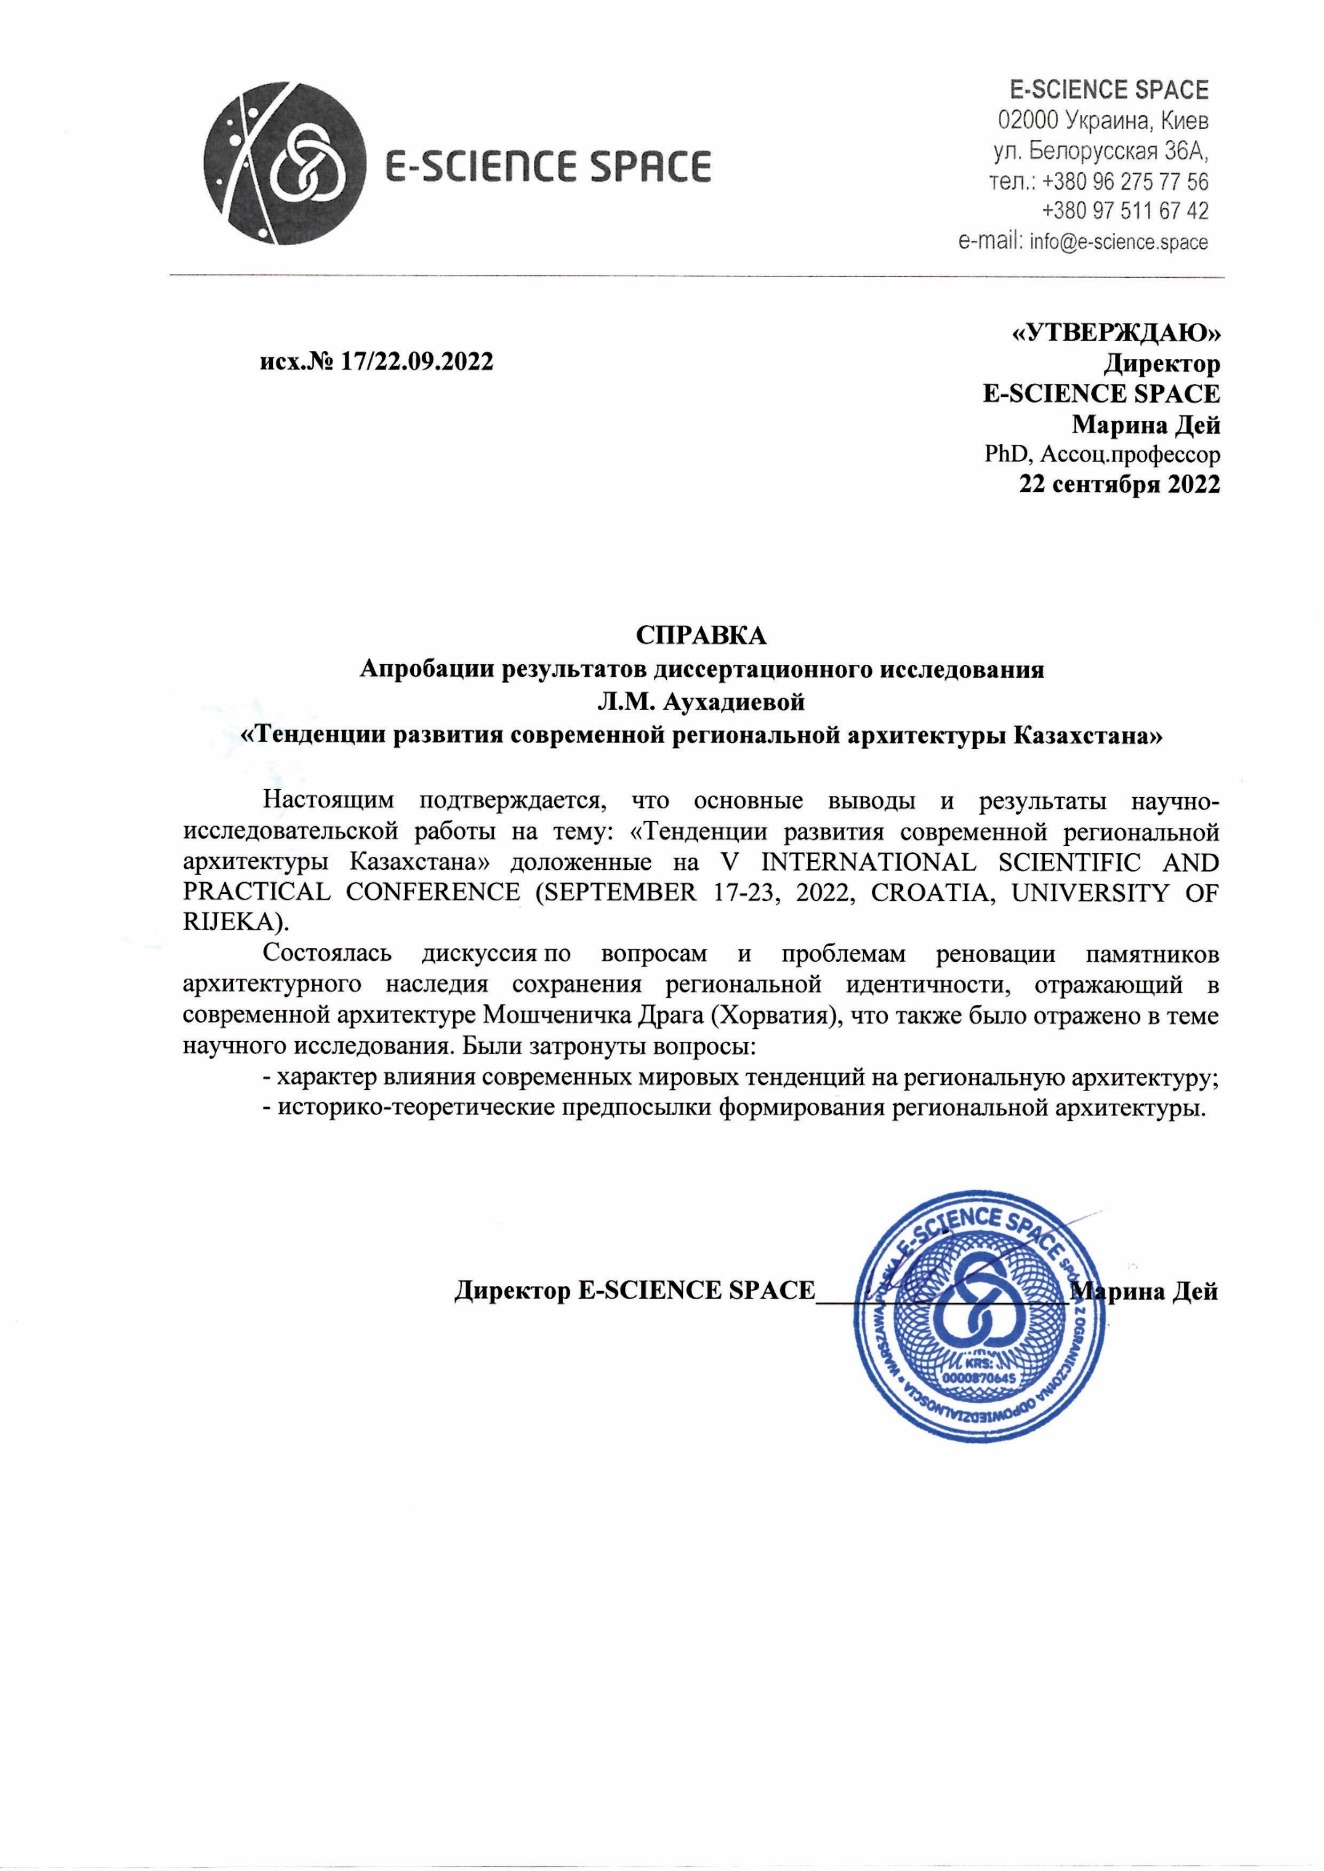 E-SCIENCE SPACE
E-SCIENCE SPACE
02000 Украина, Киев
ул. Белорусская 36А,
тел.: +380 96 275 77 56
+380 97 511 67 42
e-mail: info@e-science.space
«УТВЕРЖДАЮ»
исх.№ 17/22.09.2022
Директор
E-SCIENCE SPACE
Марина Дей
PhD, Ассоц.профессор
22 сентября 2022
СПРАВКА
Апробации результатов диссертационного исследования
Л.М. Аухадиевой
«Тенденции развития современной региональной архитектуры Казахстана»
Настоящим подтверждается, что основные выводы и результаты научно-
исследовательской работы на тему: «Тенденции развития современной региональной
архитектуры Казахстана» доложенные на V INTERNATIONAL SCIENTIFIC AND
PRACTICAL CONFERENCE (SEPTEMBER 17-23, 2022, CROATIA, UNIVERSITY OF
RIJEKA).
Состоялась дискуссия по вопросам и проблемам реновации памятников
архитектурного наследия сохранения региональной идентичности, отражающий в
современной архитектуре Мошченичка Драга (Хорватия), что также было отражено в теме
научного исследования. Были затронуты вопросы:
- характер влияния современных мировых тенденций на региональную архитектуру;
- историко-теоретические предпосылки формирования региональной архитектуры.
Директор E-SCIENCE SPACE Марина Дей
E-SCIENCE SPACE
SPÓŁKA Z OGRANICZONĄ ODPOWIEDZIALNOŚCIĄ • WARSZAWA, POLSKA
KRS:
0000870645